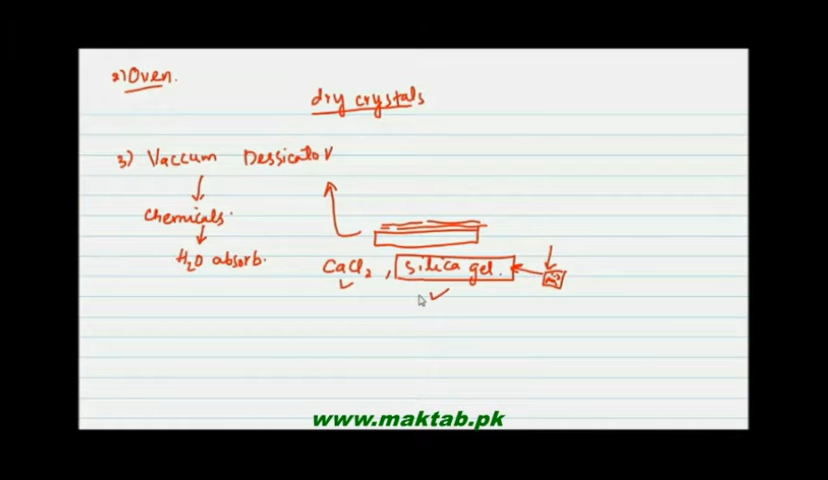 2) Oven.
dry crystals
3) Vaccum Dessicator
Chemicals.
H₂O absorb.
CaCl₂, silica gel.
www.maktab.pk